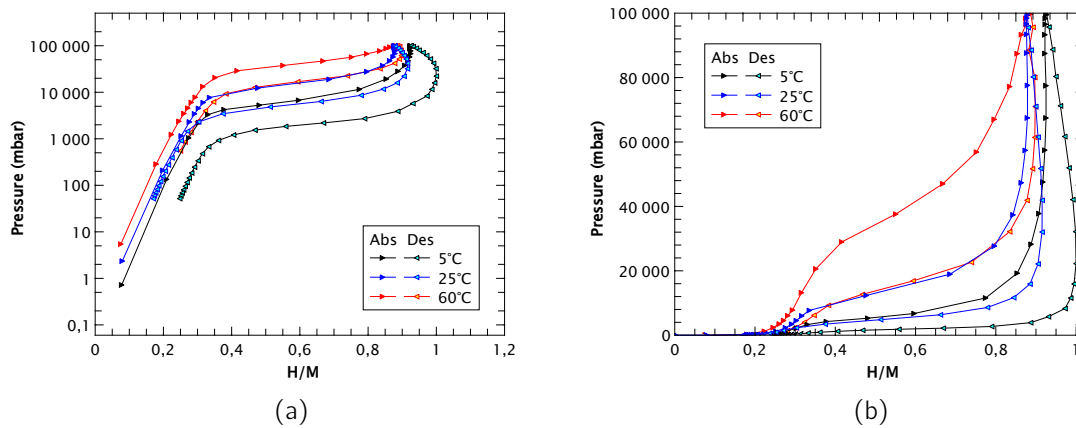 100 000
10 000
1 000
100
10
1
0,1
Pressure (mbar)
0 0,2 0,4 0,6 0,8 1 1,2
H/M
Abs Des
5°C
25°C
60°C
(a)
100 000
80 000
60 000
40 000
20 000
0
Pressure (mbar)
0 0,2 0,4 0,6 0,8 1
H/M
Abs Des
5°C
25°C
60°C
(b)